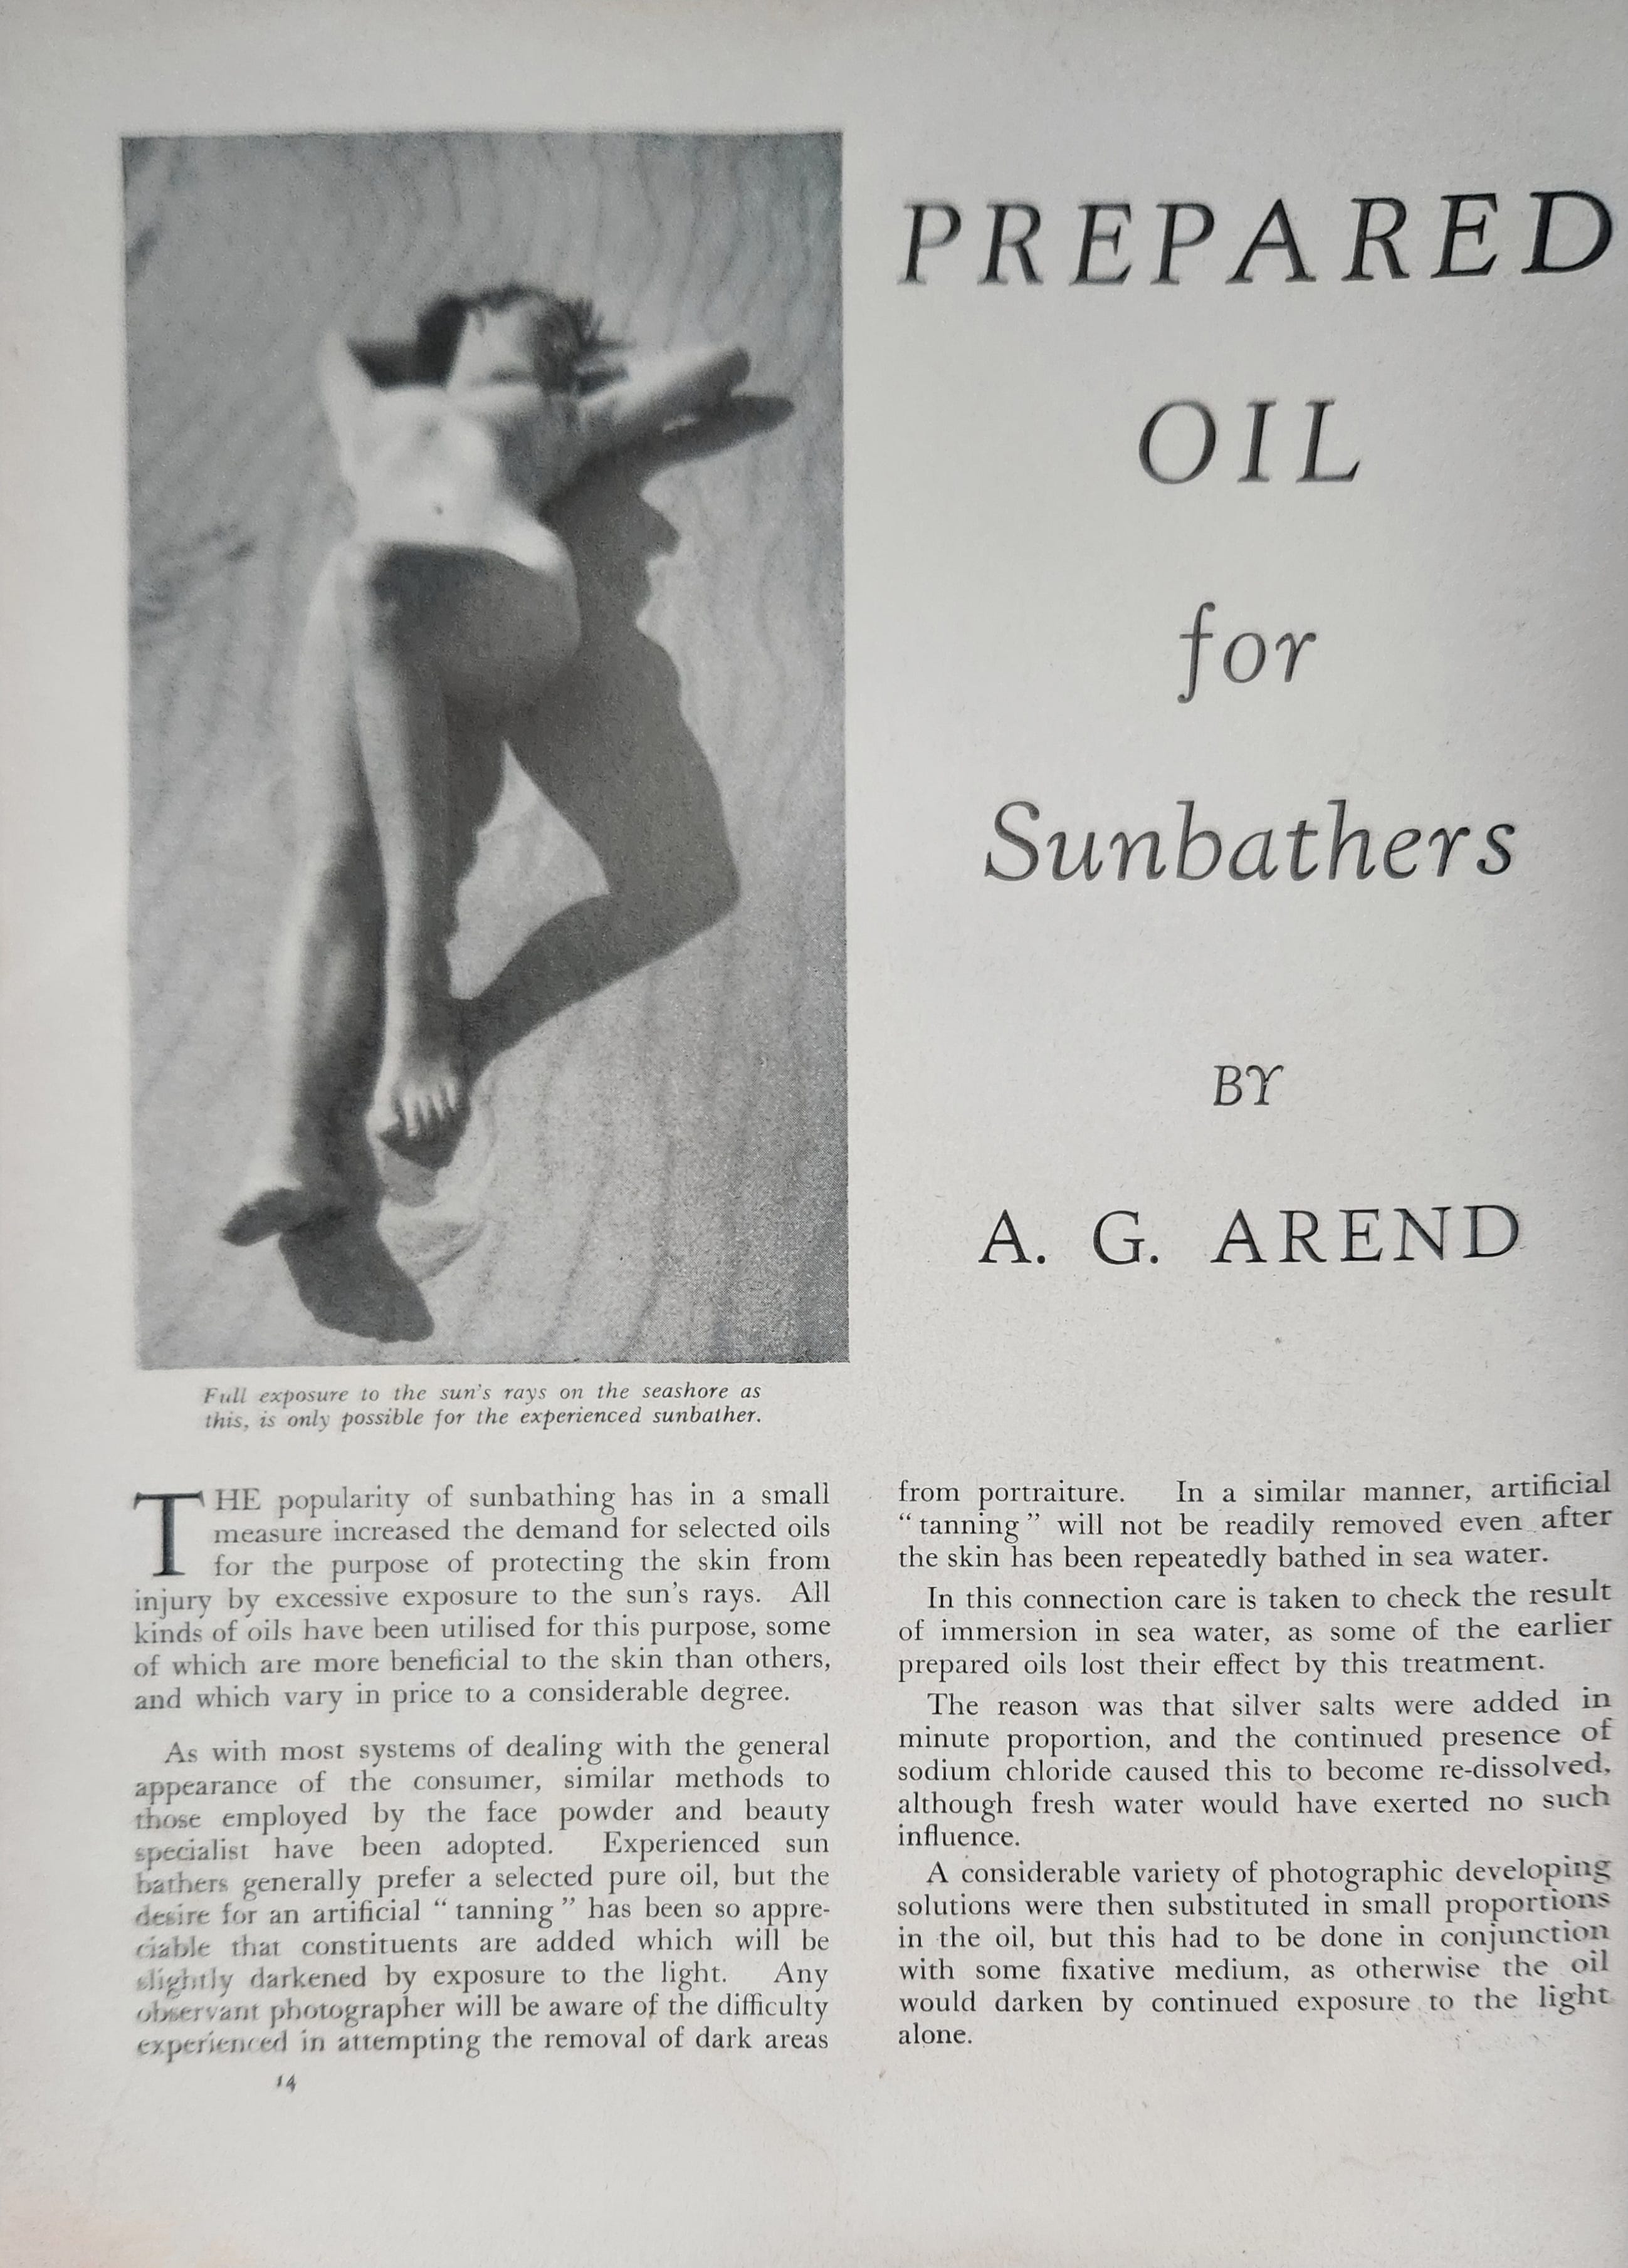 PREPARED
OIL
for
Sunbathers
BY
A. G. AREND
Full exposure to the sun's rays on the seashore as
this, is only possible for the experienced sunbather.
THE popularity of sunbathing has in a small
measure increased the demand for selected oils
for the purpose of protecting the skin from
injury by excessive exposure to the sun's rays. All
kinds of oils have been utilised for this purpose, some
of which are more beneficial to the skin than others,
and which vary in price to a considerable degree.
As with most systems of dealing with the general
appearance of the consumer, similar methods to
those employed by the face powder and beauty
specialist have been adopted. Experienced sun
bathers generally prefer a selected pure oil, but the
desire for an artificial “ tanning ” has been so appre-
ciable that constituents are added which will be
slightly darkened by exposure to the light. Any
observant photographer will be aware of the difficulty
experienced in attempting the removal of dark areas
14
from portraiture. In a similar manner, artificial
“ tanning ” will not be readily removed even after
the skin has been repeatedly bathed in sea water.
In this connection care is taken to check the result
of immersion in sea water, as some of the earlier
prepared oils lost their effect by this treatment.
The reason was that silver salts were added in
minute proportion, and the continued presence of
sodium chloride caused this to become re-dissolved,
although fresh water would have exerted no such
influence.
A considerable variety of photographic developing
solutions were then substituted in small proportions
in the oil, but this had to be done in conjunction
with some fixative medium, as otherwise the oil
would darken by continued exposure to the light
alone.